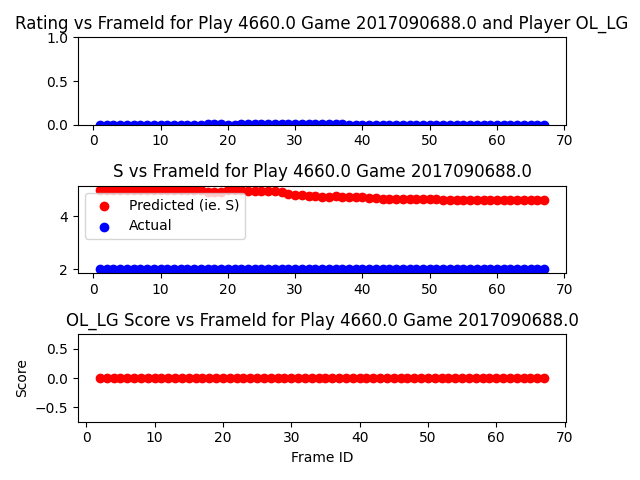 Rating vs FrameId for Play 4660.0 Game 2017090688.0 and Player OL_LG
1.0
0.5
0.0
0 10 20 30 40 50 60 70
S vs FrameId for Play 4660.0 Game 2017090688.0
Predicted (ie. S)
4
Actual
2
0 10 20 30 40 50 60 70
OL_LG Score vs FrameId for Play 4660.0 Game 2017090688.0
0.5
Score
0.0
−0.5
0 10 20 30 40 50 60 70
Frame ID